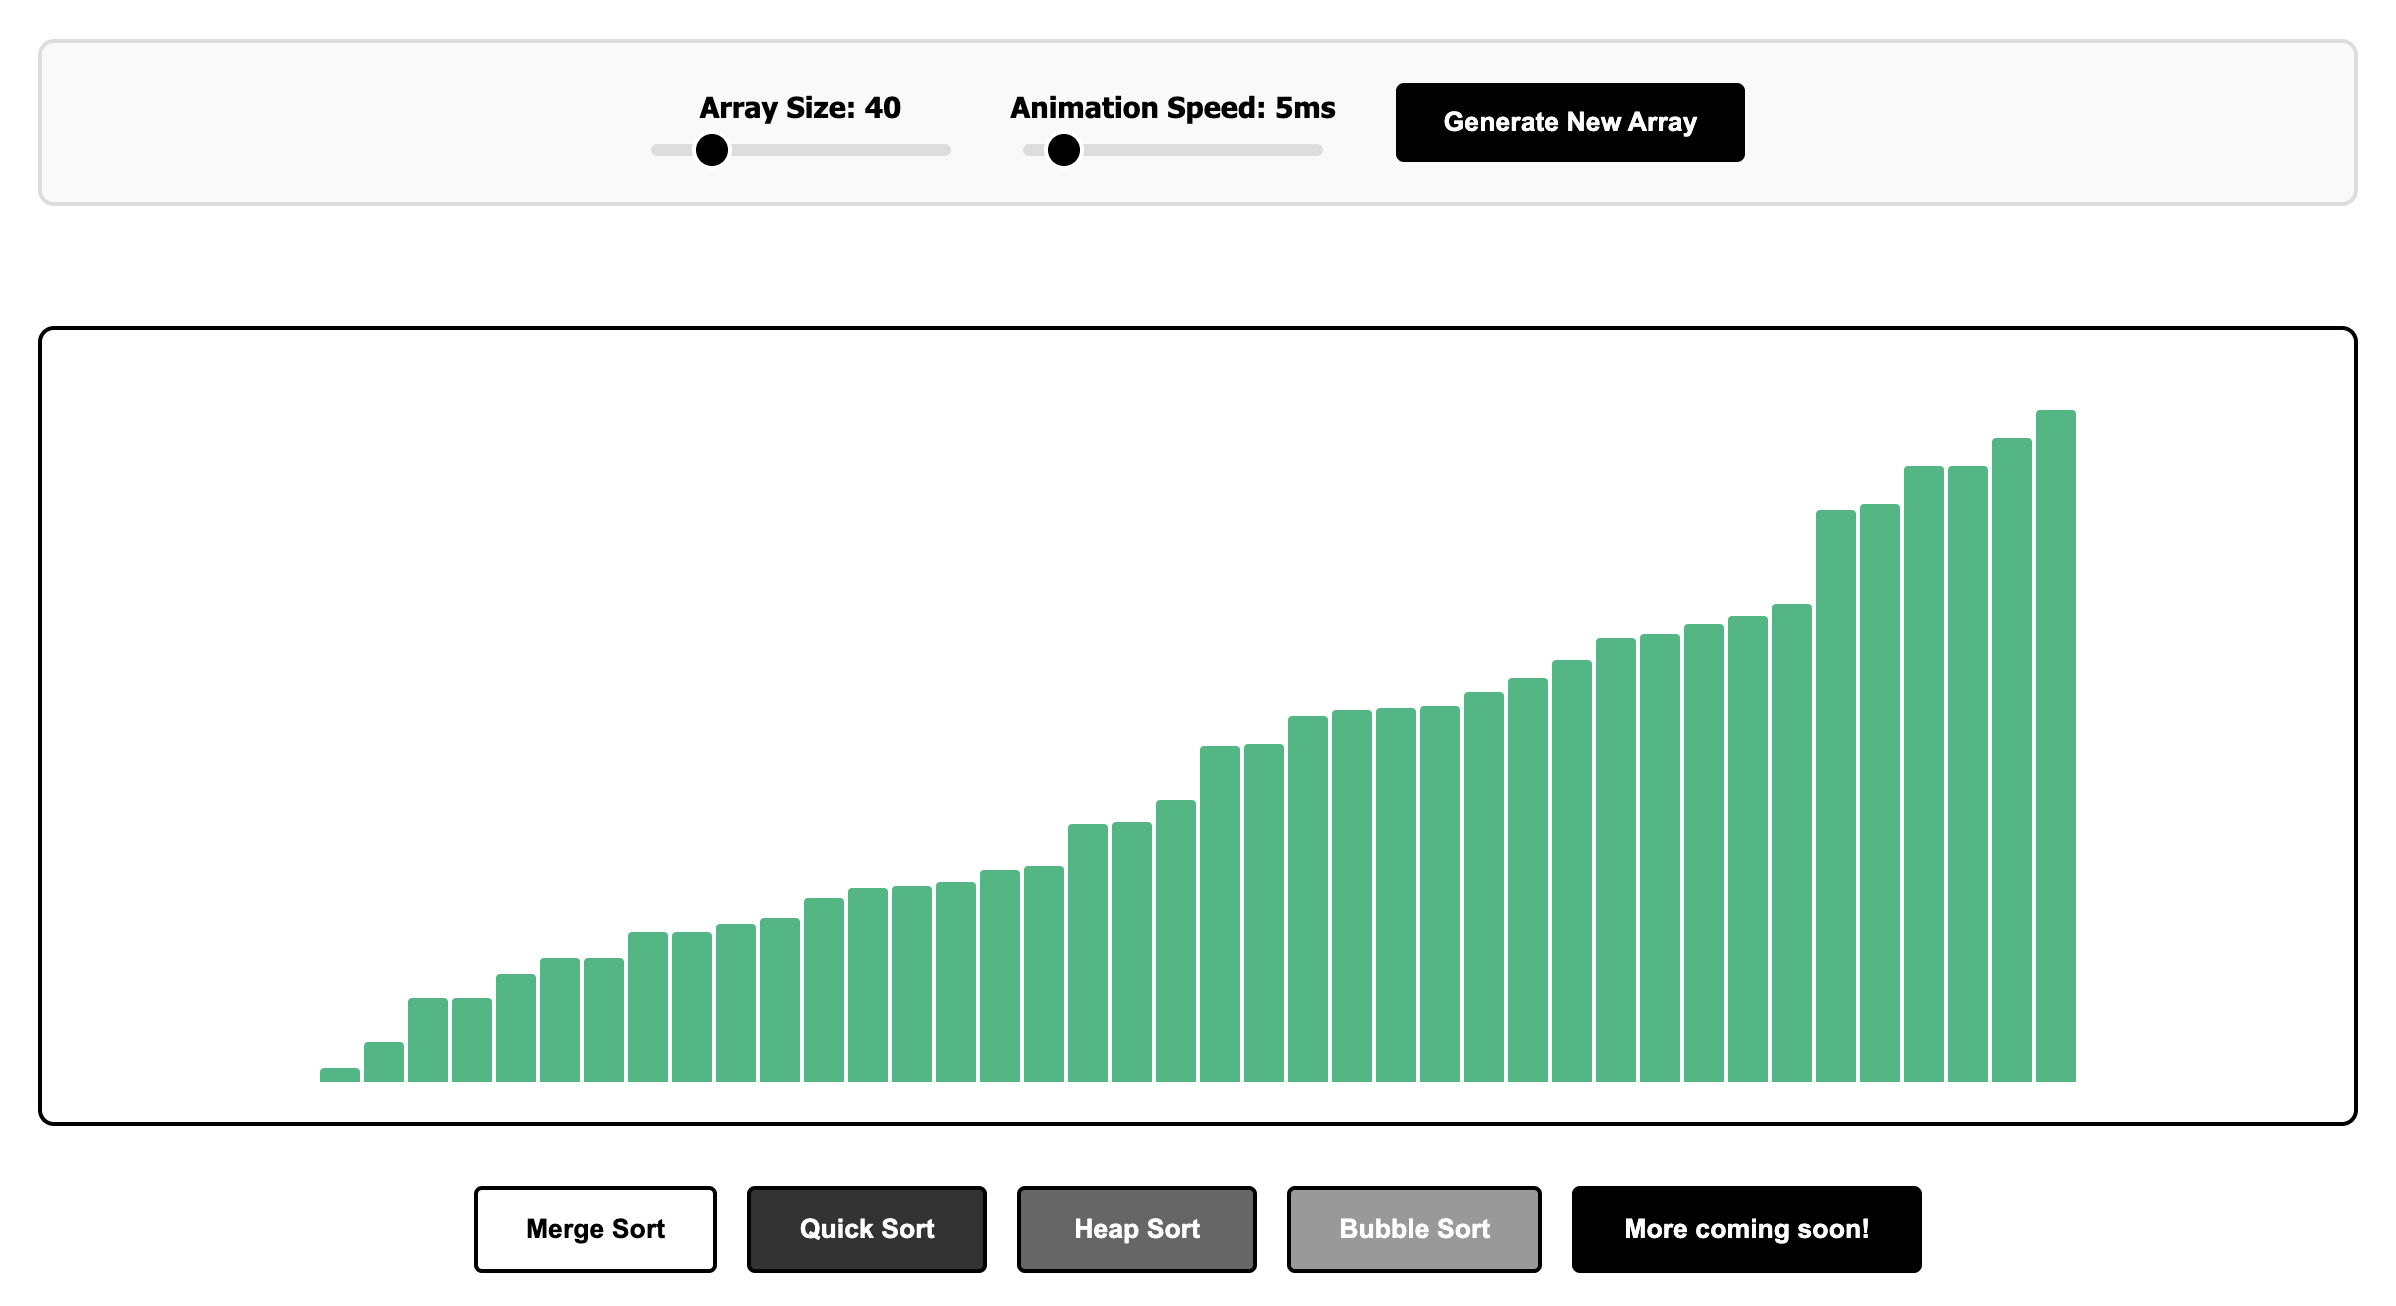 Array Size: 40
Animation Speed: 5ms
Generate New Array
Merge Sort
Quick Sort
Heap Sort
Bubble Sort
More coming soon!